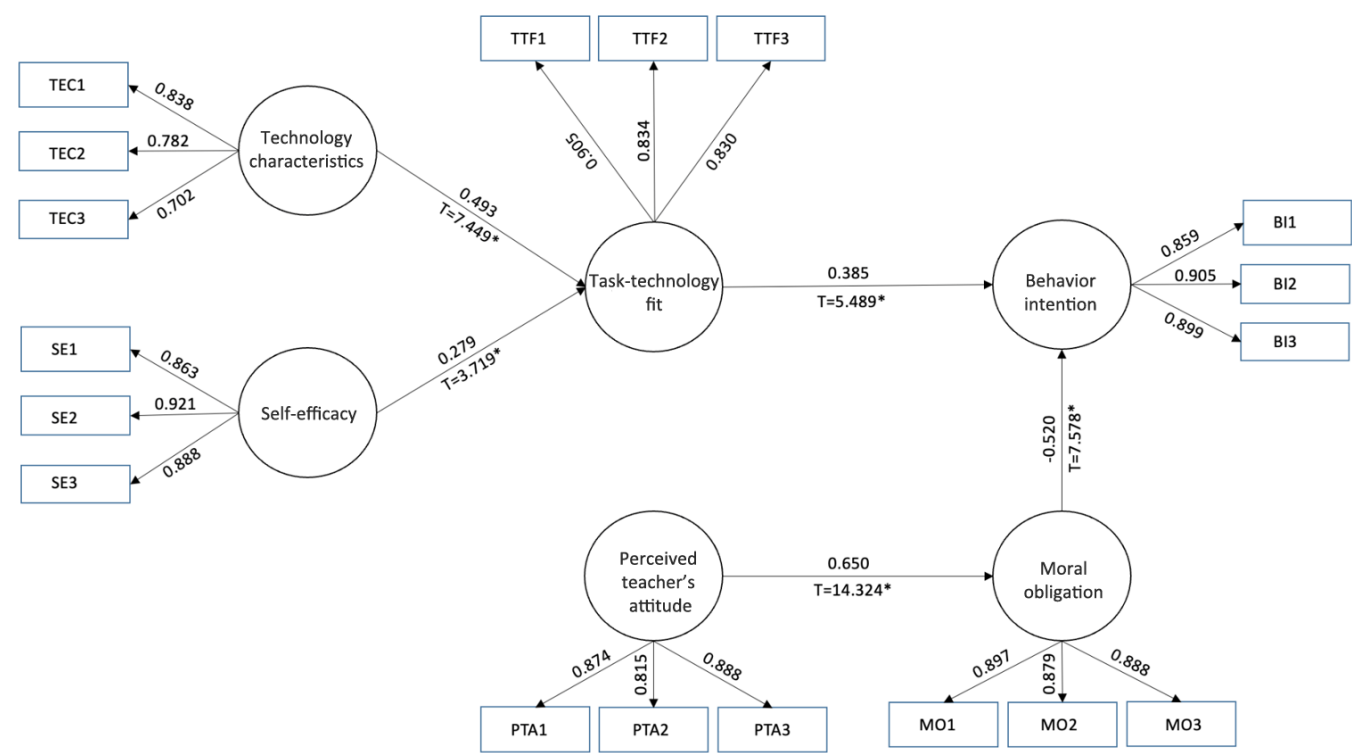 TTF1
TTF2
TTF3
TEC1
TEC2
TEC3
0.838
0.782
0.702
Technology
characteristics
0.905
0.834
0.830
0.493
T=7.449*
Task-technology
fit
0.385
T=5.489*
Behavior
intention
0.859
0.905
0.899
BI1
BI2
BI3
SE1
SE2
SE3
0.863
0.921
0.888
Self-efficacy
0.279
T=3.719*
-0.520
T=7.578*
Perceived
teacher's
attitude
0.650
T=14.324*
Moral
obligation
0.874
0.815
0.888
0.897
0.879
0.888
PTA1
PTA2
PTA3
MO1
MO2
MO3